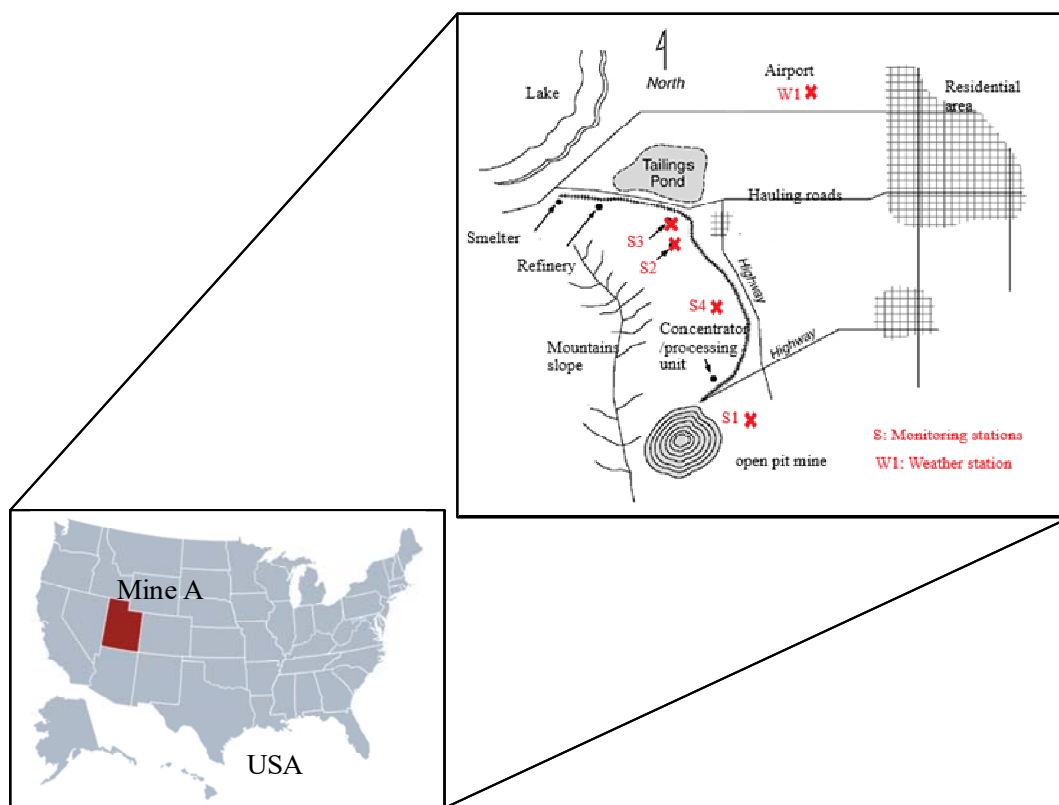 Airport
W1
North
Lake
Residential
area
Tailings
Pond
Hauling roads
Smelter
S3
Refinery
S2
Highway
S4
Concentrator
/processing
unit
Mountains
slope
Highway
S1
S: Monitoring stations
open pit mine
W1: Weather station
Mine A
USA